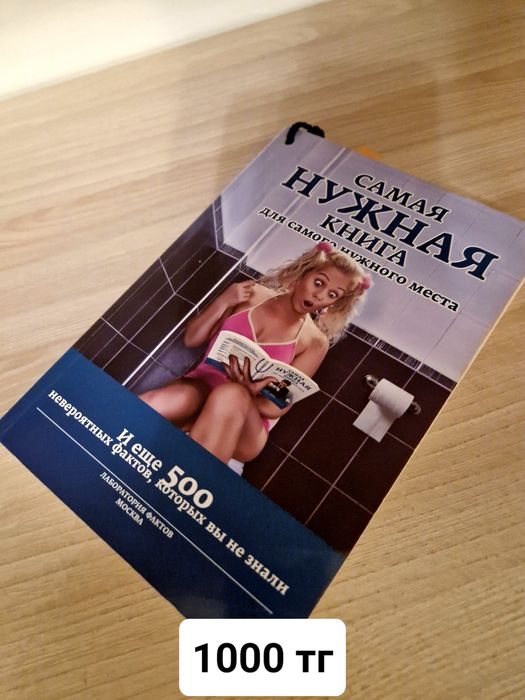 САМАЯ
НУЖНАЯ
КНИГА
для самого нужного места
НУЖНАЯ
И еще 500
невероятных фактов, которых вы не знали
ЛАБОРАТОРИЯ ФАКТОВ
МОСКВА
1000 тг